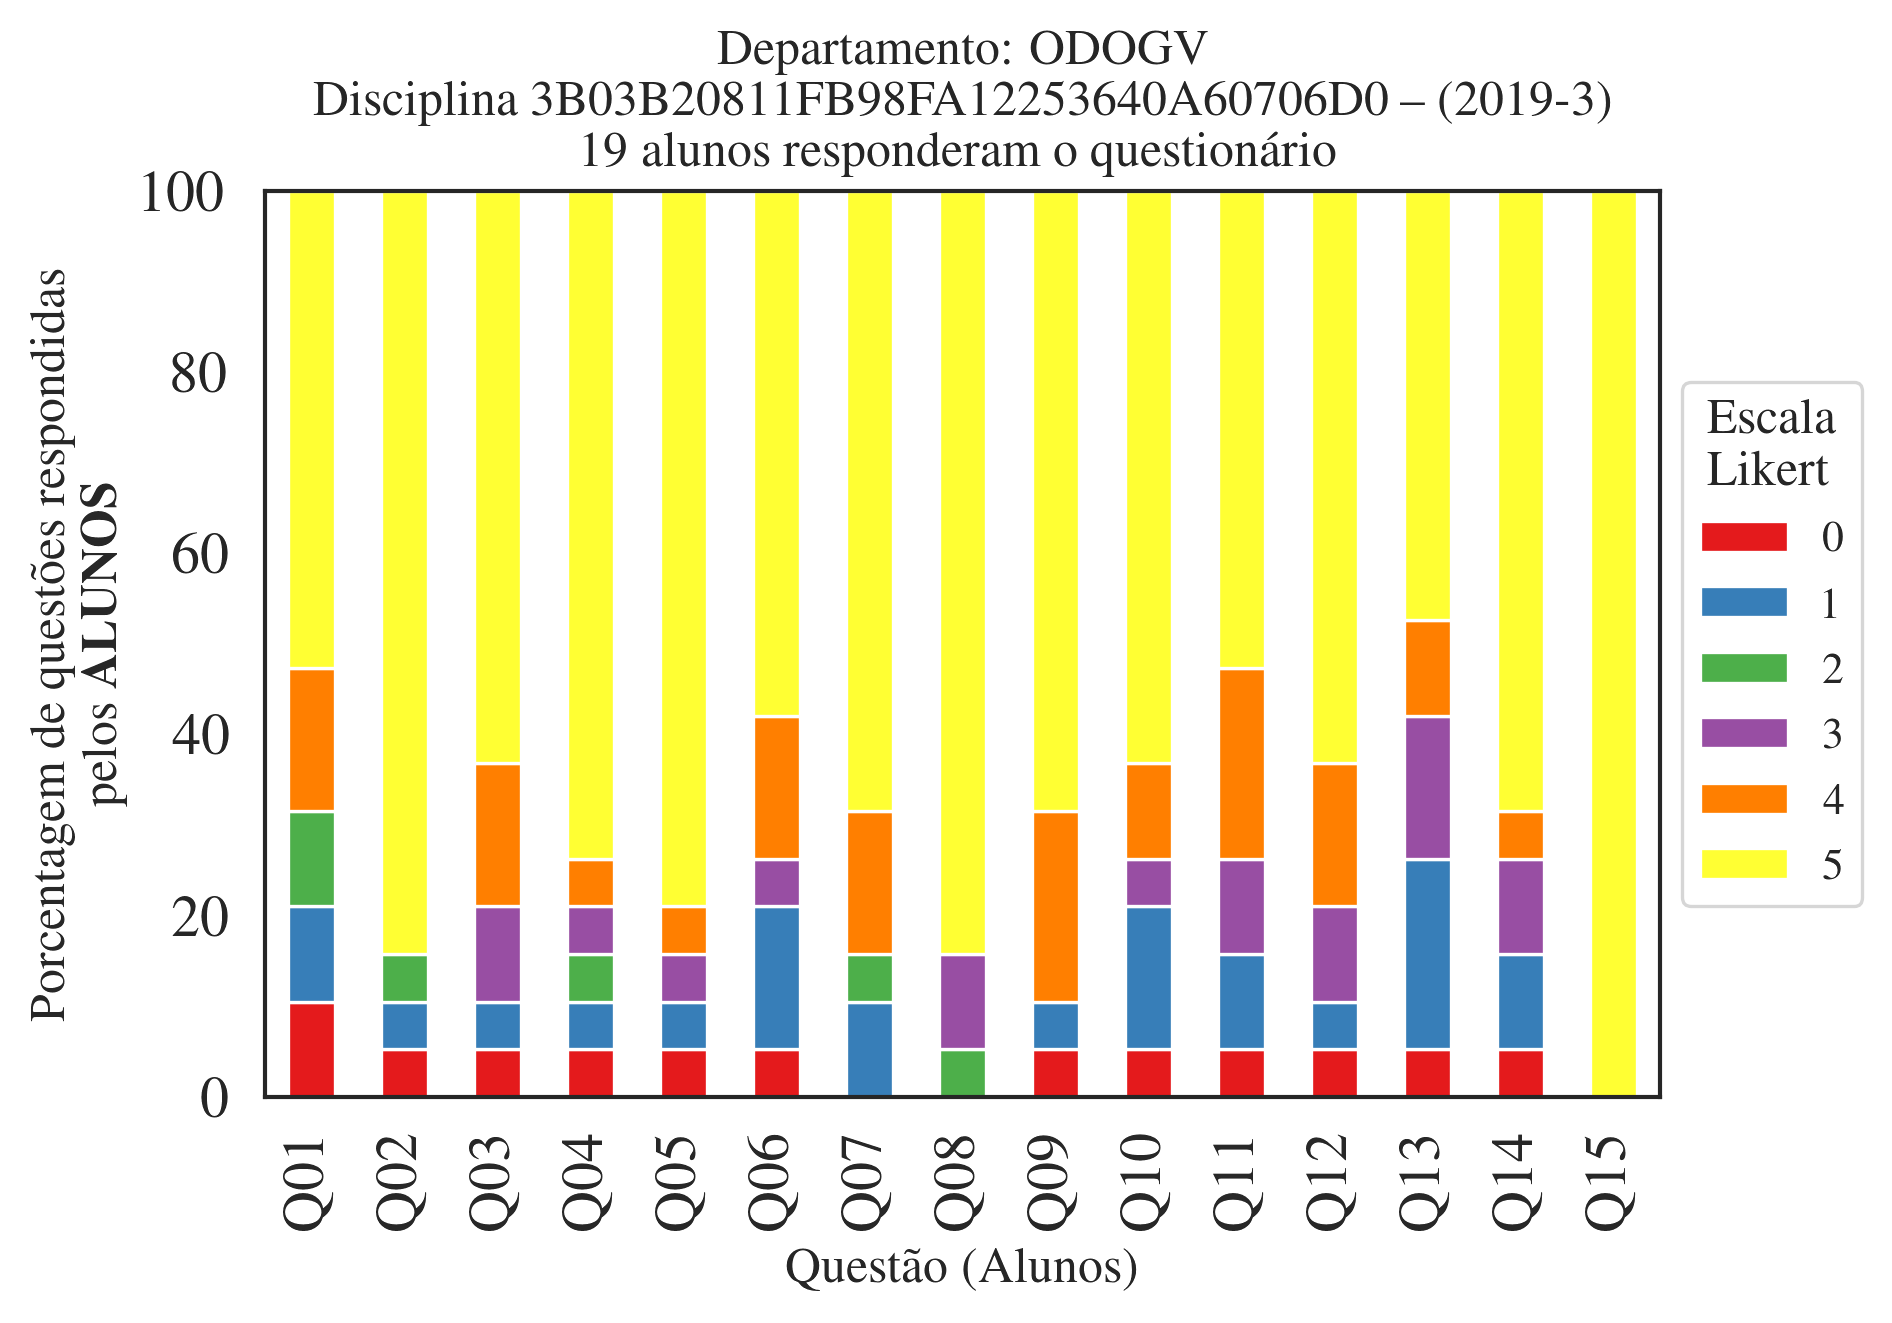 Departamento: ODOGV
Disciplina 3B03B20811FB98FA12253640A60706D0 – (2019-3)
19 alunos responderam o questionário
Porcentagem de questões respondidas
pelos ALUNOS
100
80
60
40
20
0
Q01
Q02
Q03
Q04
Q05
Q06
Q07
Q08
Q09
Q10
Q11
Q12
Q13
Q14
Q15
Questão (Alunos)
Escala
Likert
0
1
2
3
4
5